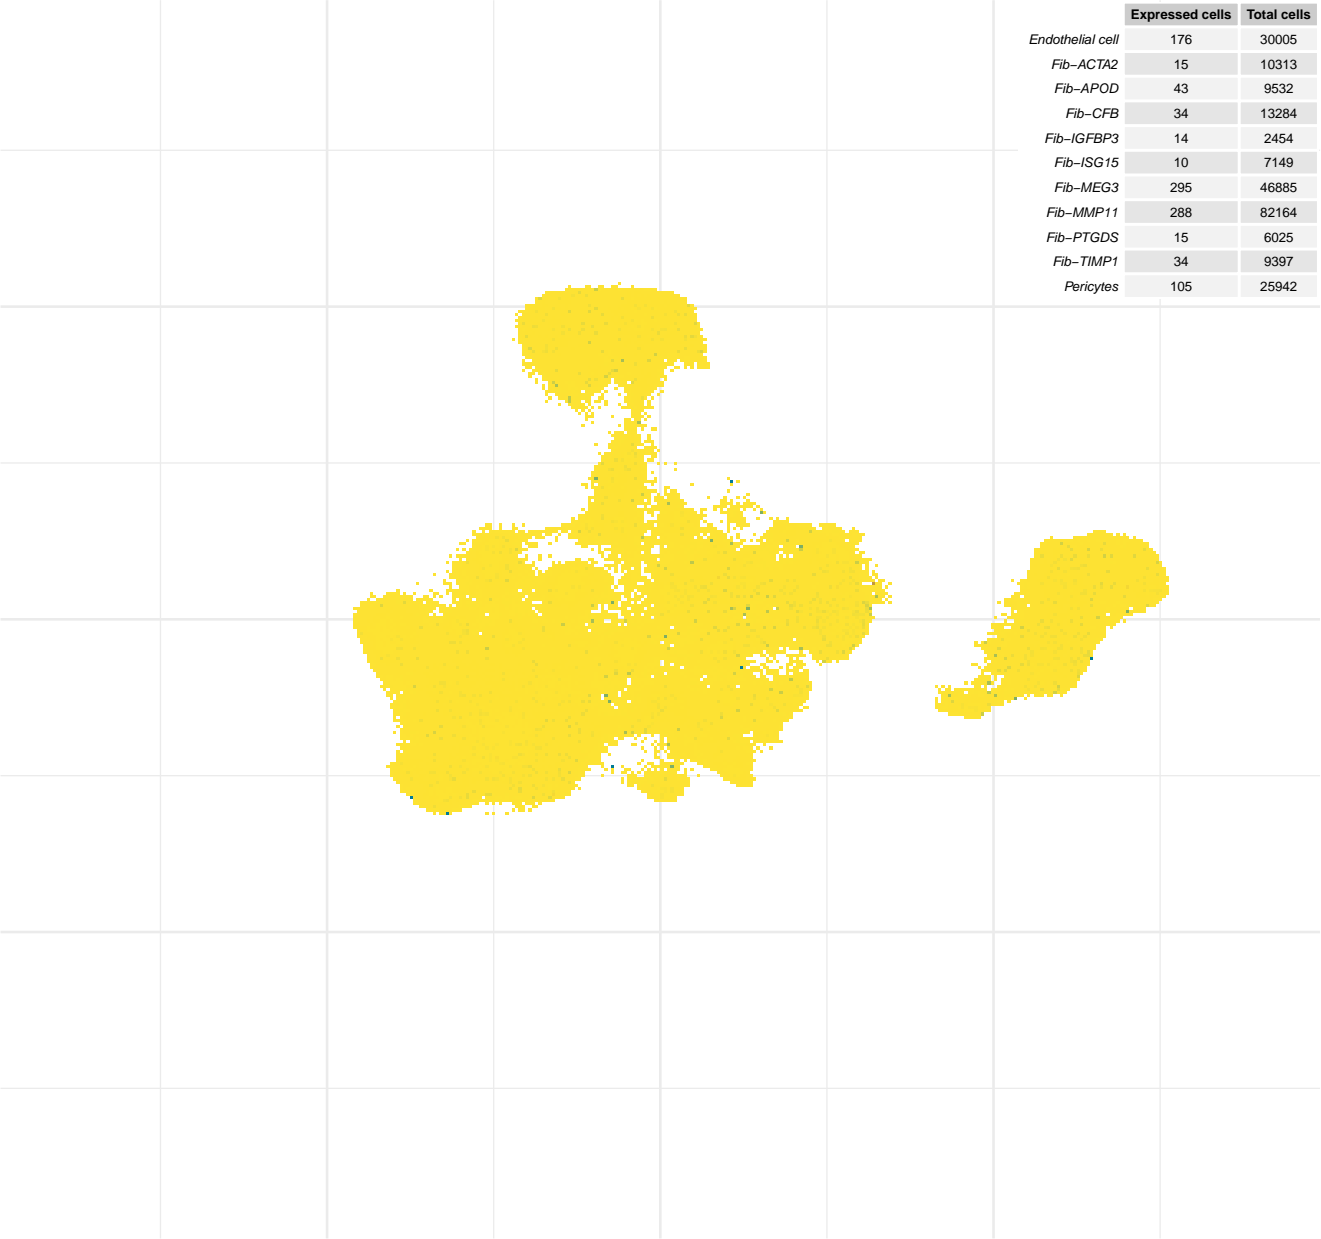 Expressed cells Total cells
Endothelial cell 176 30005
Fib−ACTA2 15 10313
Fib−APOD 43 9532
Fib−CFB 34 13284
Fib−IGFBP3 14 2454
Fib−ISG15 10 7149
Fib−MEG3 295 46885
Fib−MMP11 288 82164
Fib−PTGDS 15 6025
Fib−TIMP1 34 9397
Pericytes 105 25942